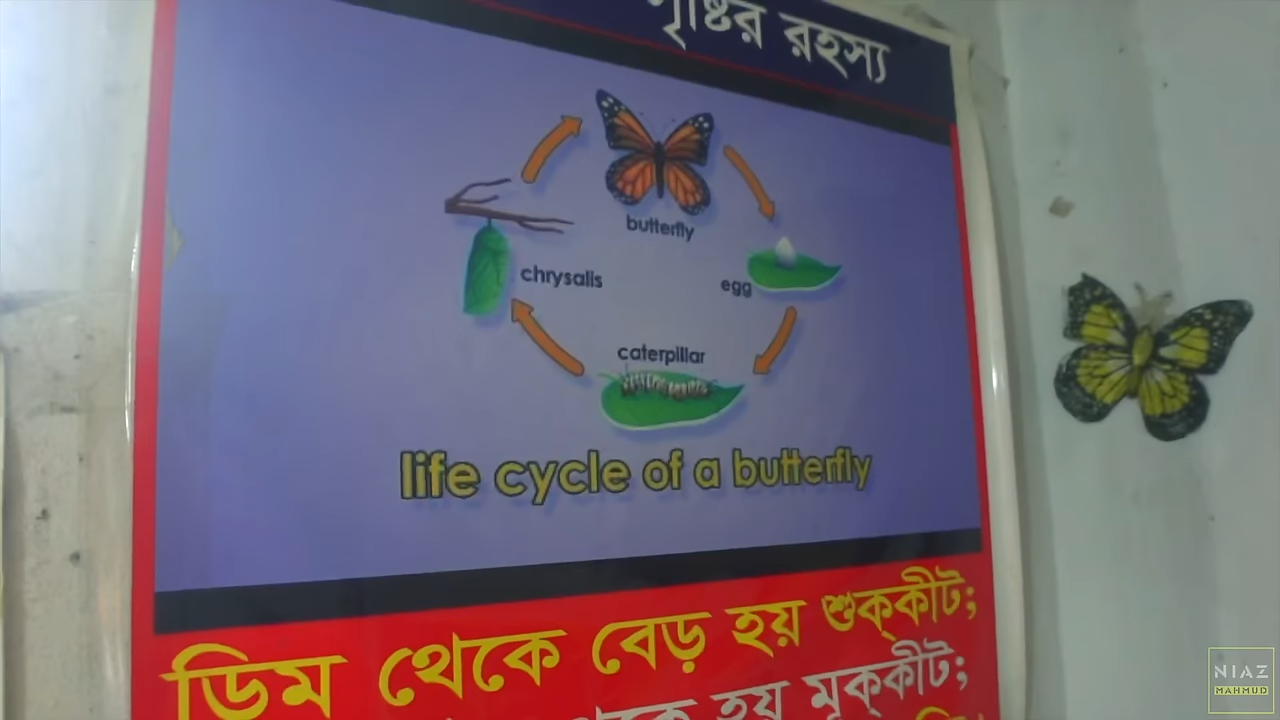 সৃষ্টির রহস্য
butterfly
chrysalis
egg
caterpillar
life cycle of a butterfly
ডিম থেকে বেড় হয় শুক্‌কীট;
থেকে হয় মূক্‌কীট;
NIAZ
MAHMUD